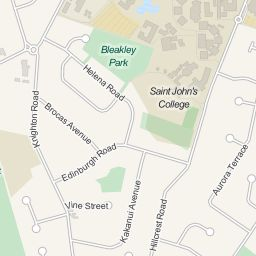 Bleakley
Park
Helena Road
Saint John's
College
Knighton Road
Brocas Avenue
Edinburgh Road
Aurora Terrace
Vine Street
Kakanui Avenue
Hillcrest Road